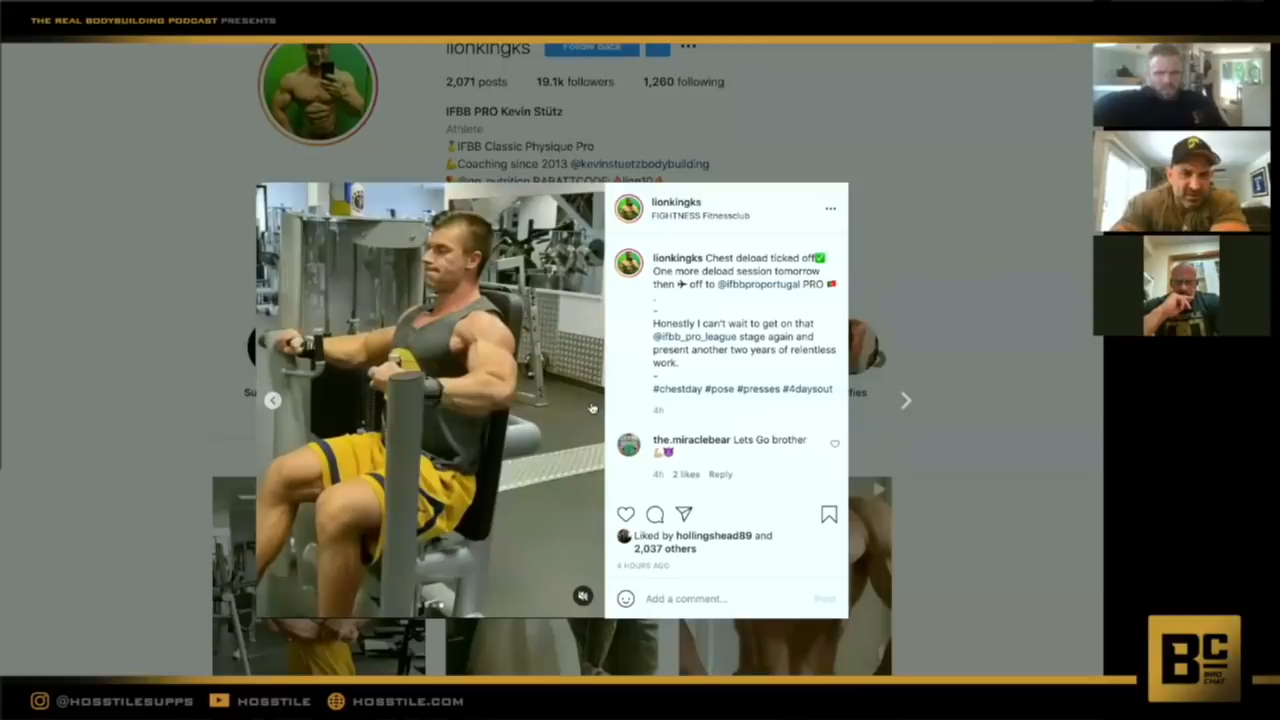 THE REAL BODYBUILDING PODCAST PRESENTS
lionkingks
Follow Back
2,071 posts 19.1k followers 1,260 following
IFBB PRO Kevin Stütz
Athlete
🥇IFBB Classic Physique Pro
💪Coaching since 2013 @kevinstuetzbodybuilding
RABATTCODE
lionkingks
FIGHTNESS Fitnessclub
lionkingks Chest deload ticked off✅
One more deload session tomorrow
then ✈ off to @ifbbproportugal PRO 🇵🇹
.
-
Honestly I can't wait to get on that
@ifbb_pro_league stage again and
present another two years of relentless
work.
-
#chestday #pose #presses #4daysout
4h
the.miraclebear Lets Go brother
💪🏼😈
4h 2 likes Reply
Liked by hollingshead89 and
2,037 others
4 HOURS AGO
Add a comment... Post
Su
fies
BC
BRO
CHAT
@HOSSTILESUPPS HOSSTILE HOSSTILE.COM